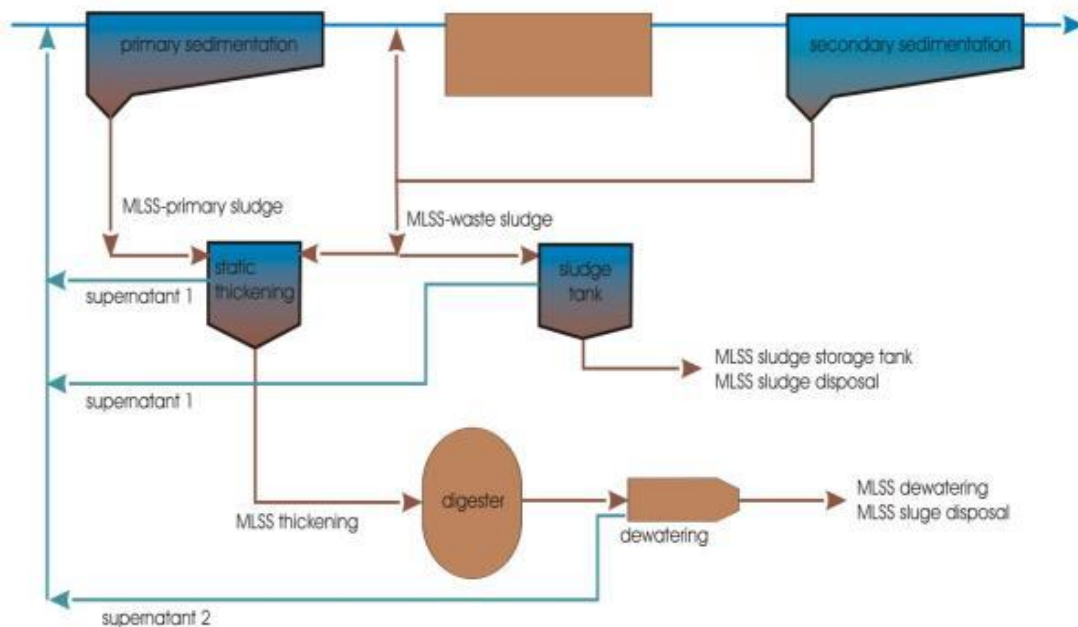 primary sedimentation
secondary sedimentation
MLSS-primary sludge
MLSS-waste sludge
static
thickening
sludge
tank
supernatant 1
MLSS sludge storage tank
MLSS sludge disposal
supernatant 1
digester
MLSS dewatering
MLSS sluge disposal
MLSS thickening
dewatering
supernatant 2